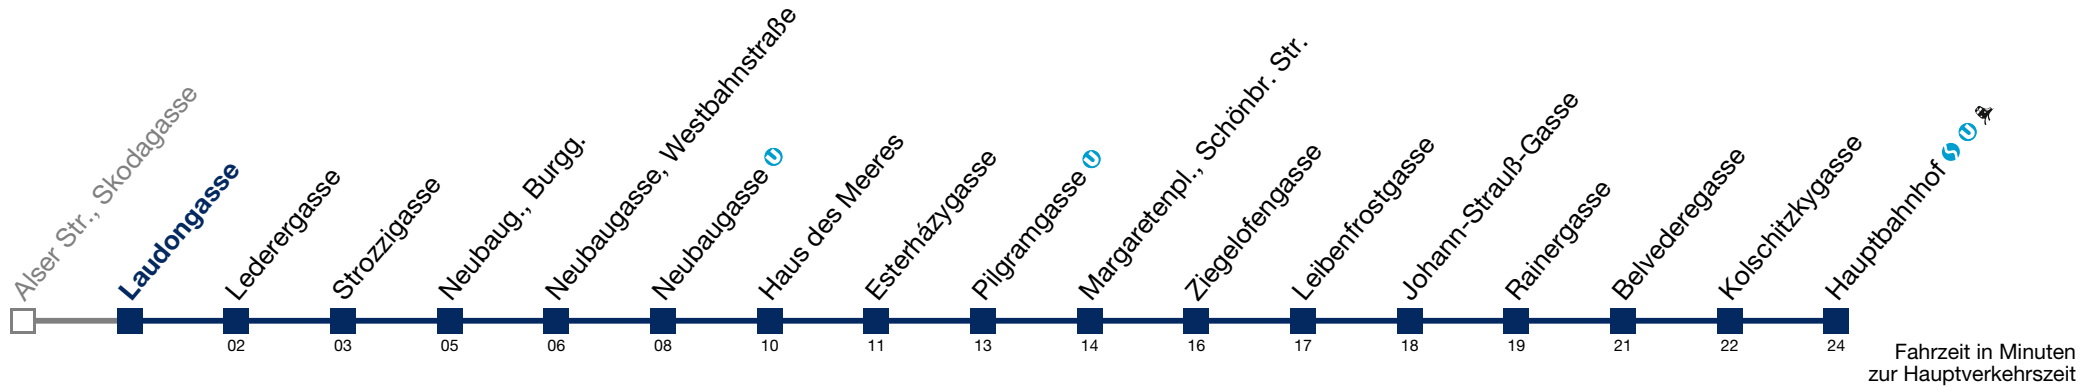 Alser Str., Skodagasse
Laudongasse
Lederergasse
Strozzigasse
Neubaug., Burgg.
Neubaugasse, Westbahnstraße
Neubaugasse U
Haus des Meeres
Esterházygasse
Pilgramgasse U
Margaretenpl., Schönbr. Str.
Ziegelofengasse
Leibenfrostgasse
Johann-Strauß-Gasse
Rainergasse
Belvederegasse
Kolschitzkygasse
Hauptbahnhof S U
02 03 05 06 08 10 11 13 14 16 17 18 19 21 22 24
Fahrzeit in Minuten
zur Hauptverkehrszeit